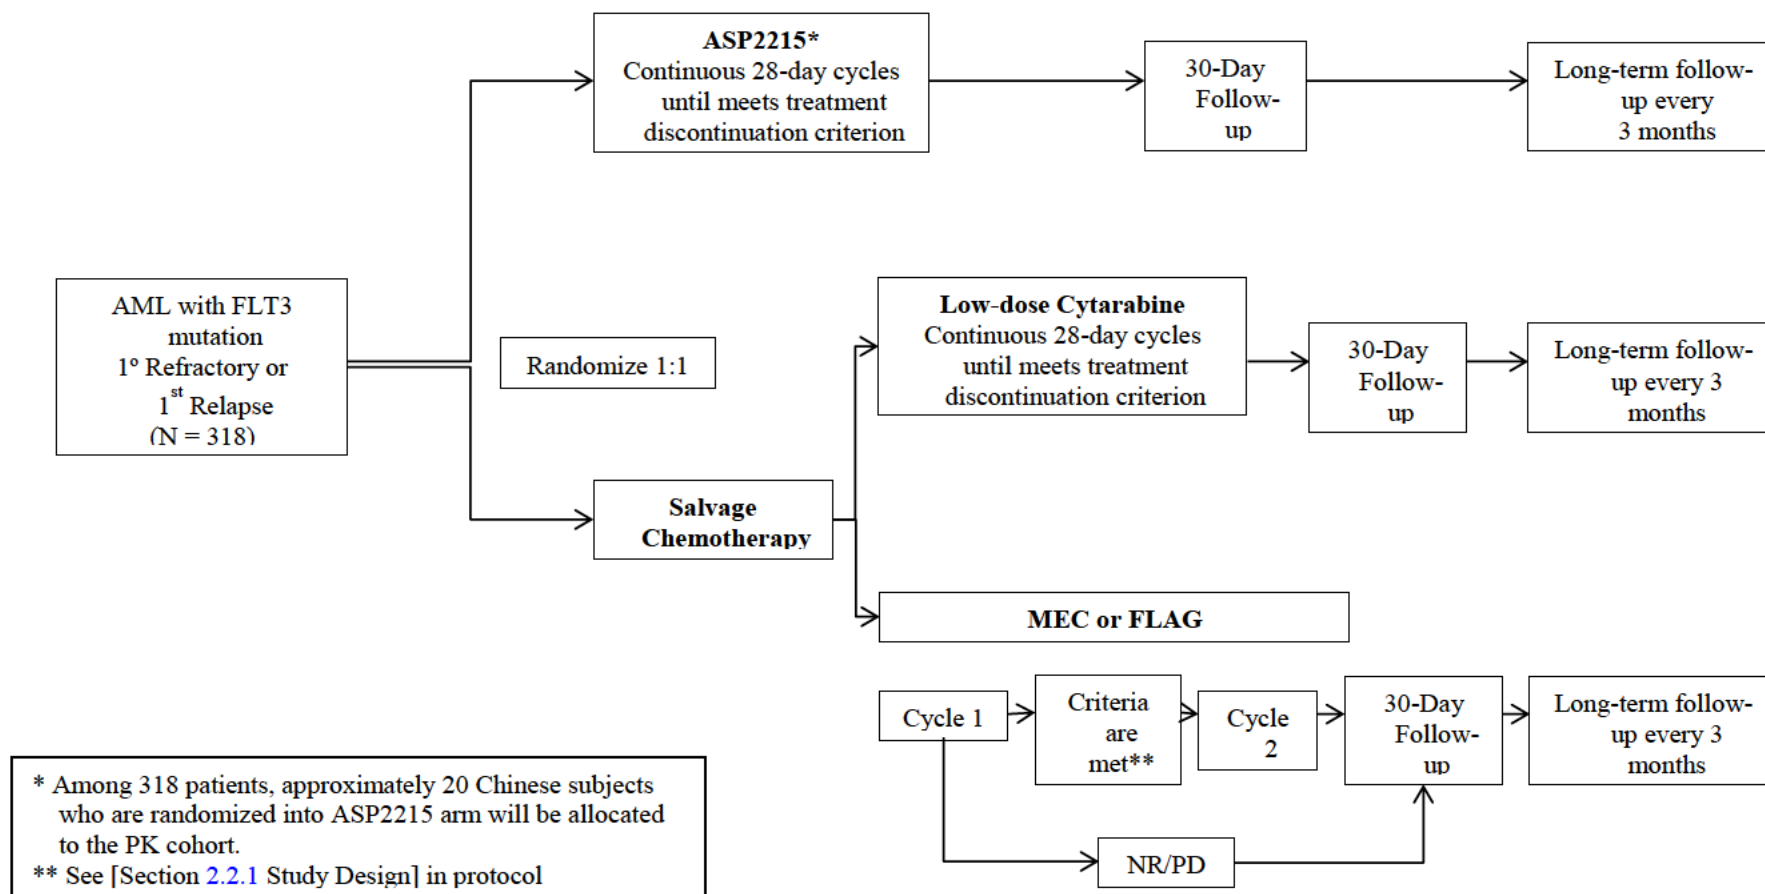 ASP2215*
Continuous 28-day cycles
until meets treatment
discontinuation criterion
30-Day
Follow-
up
Long-term follow-
up every
3 months
AML with FLT3
mutation
1º Refractory or
1st Relapse
(N = 318)
Randomize 1:1
Low-dose Cytarabine
Continuous 28-day cycles
until meets treatment
discontinuation criterion
30-Day
Follow-
up
Long-term follow-
up every 3
months
Salvage
Chemotherapy
MEC or FLAG
Cycle 1
Criteria
are
met**
Cycle
2
30-Day
Follow-
up
Long-term follow-
up every 3
months
NR/PD
* Among 318 patients, approximately 20 Chinese subjects
who are randomized into ASP2215 arm will be allocated
to the PK cohort.
** See [Section 2.2.1 Study Design] in protocol